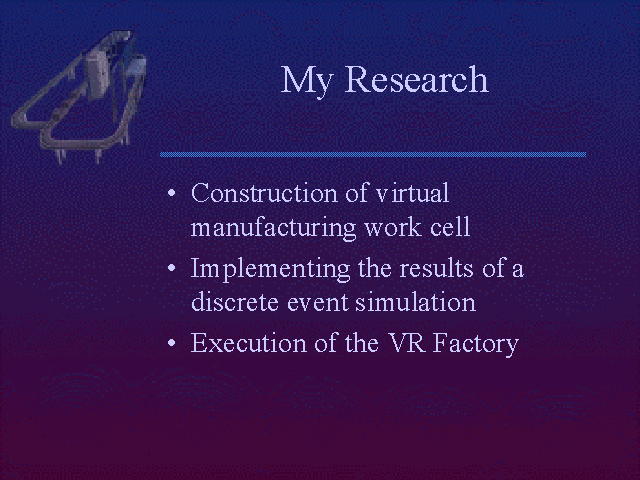 My Research
• Construction of virtual
manufacturing work cell
• Implementing the results of a
discrete event simulation
• Execution of the VR Factory